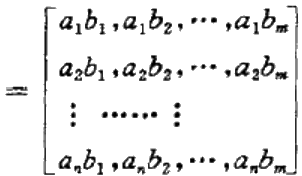 a₁b₁,a₁b₂,⋯,a₁bₘ
a₂b₁,a₂b₂,⋯,a₂bₘ
= ⋮ ⋯⋯ ⋮
aₙb₁,aₙb₂,⋯,aₙbₘ